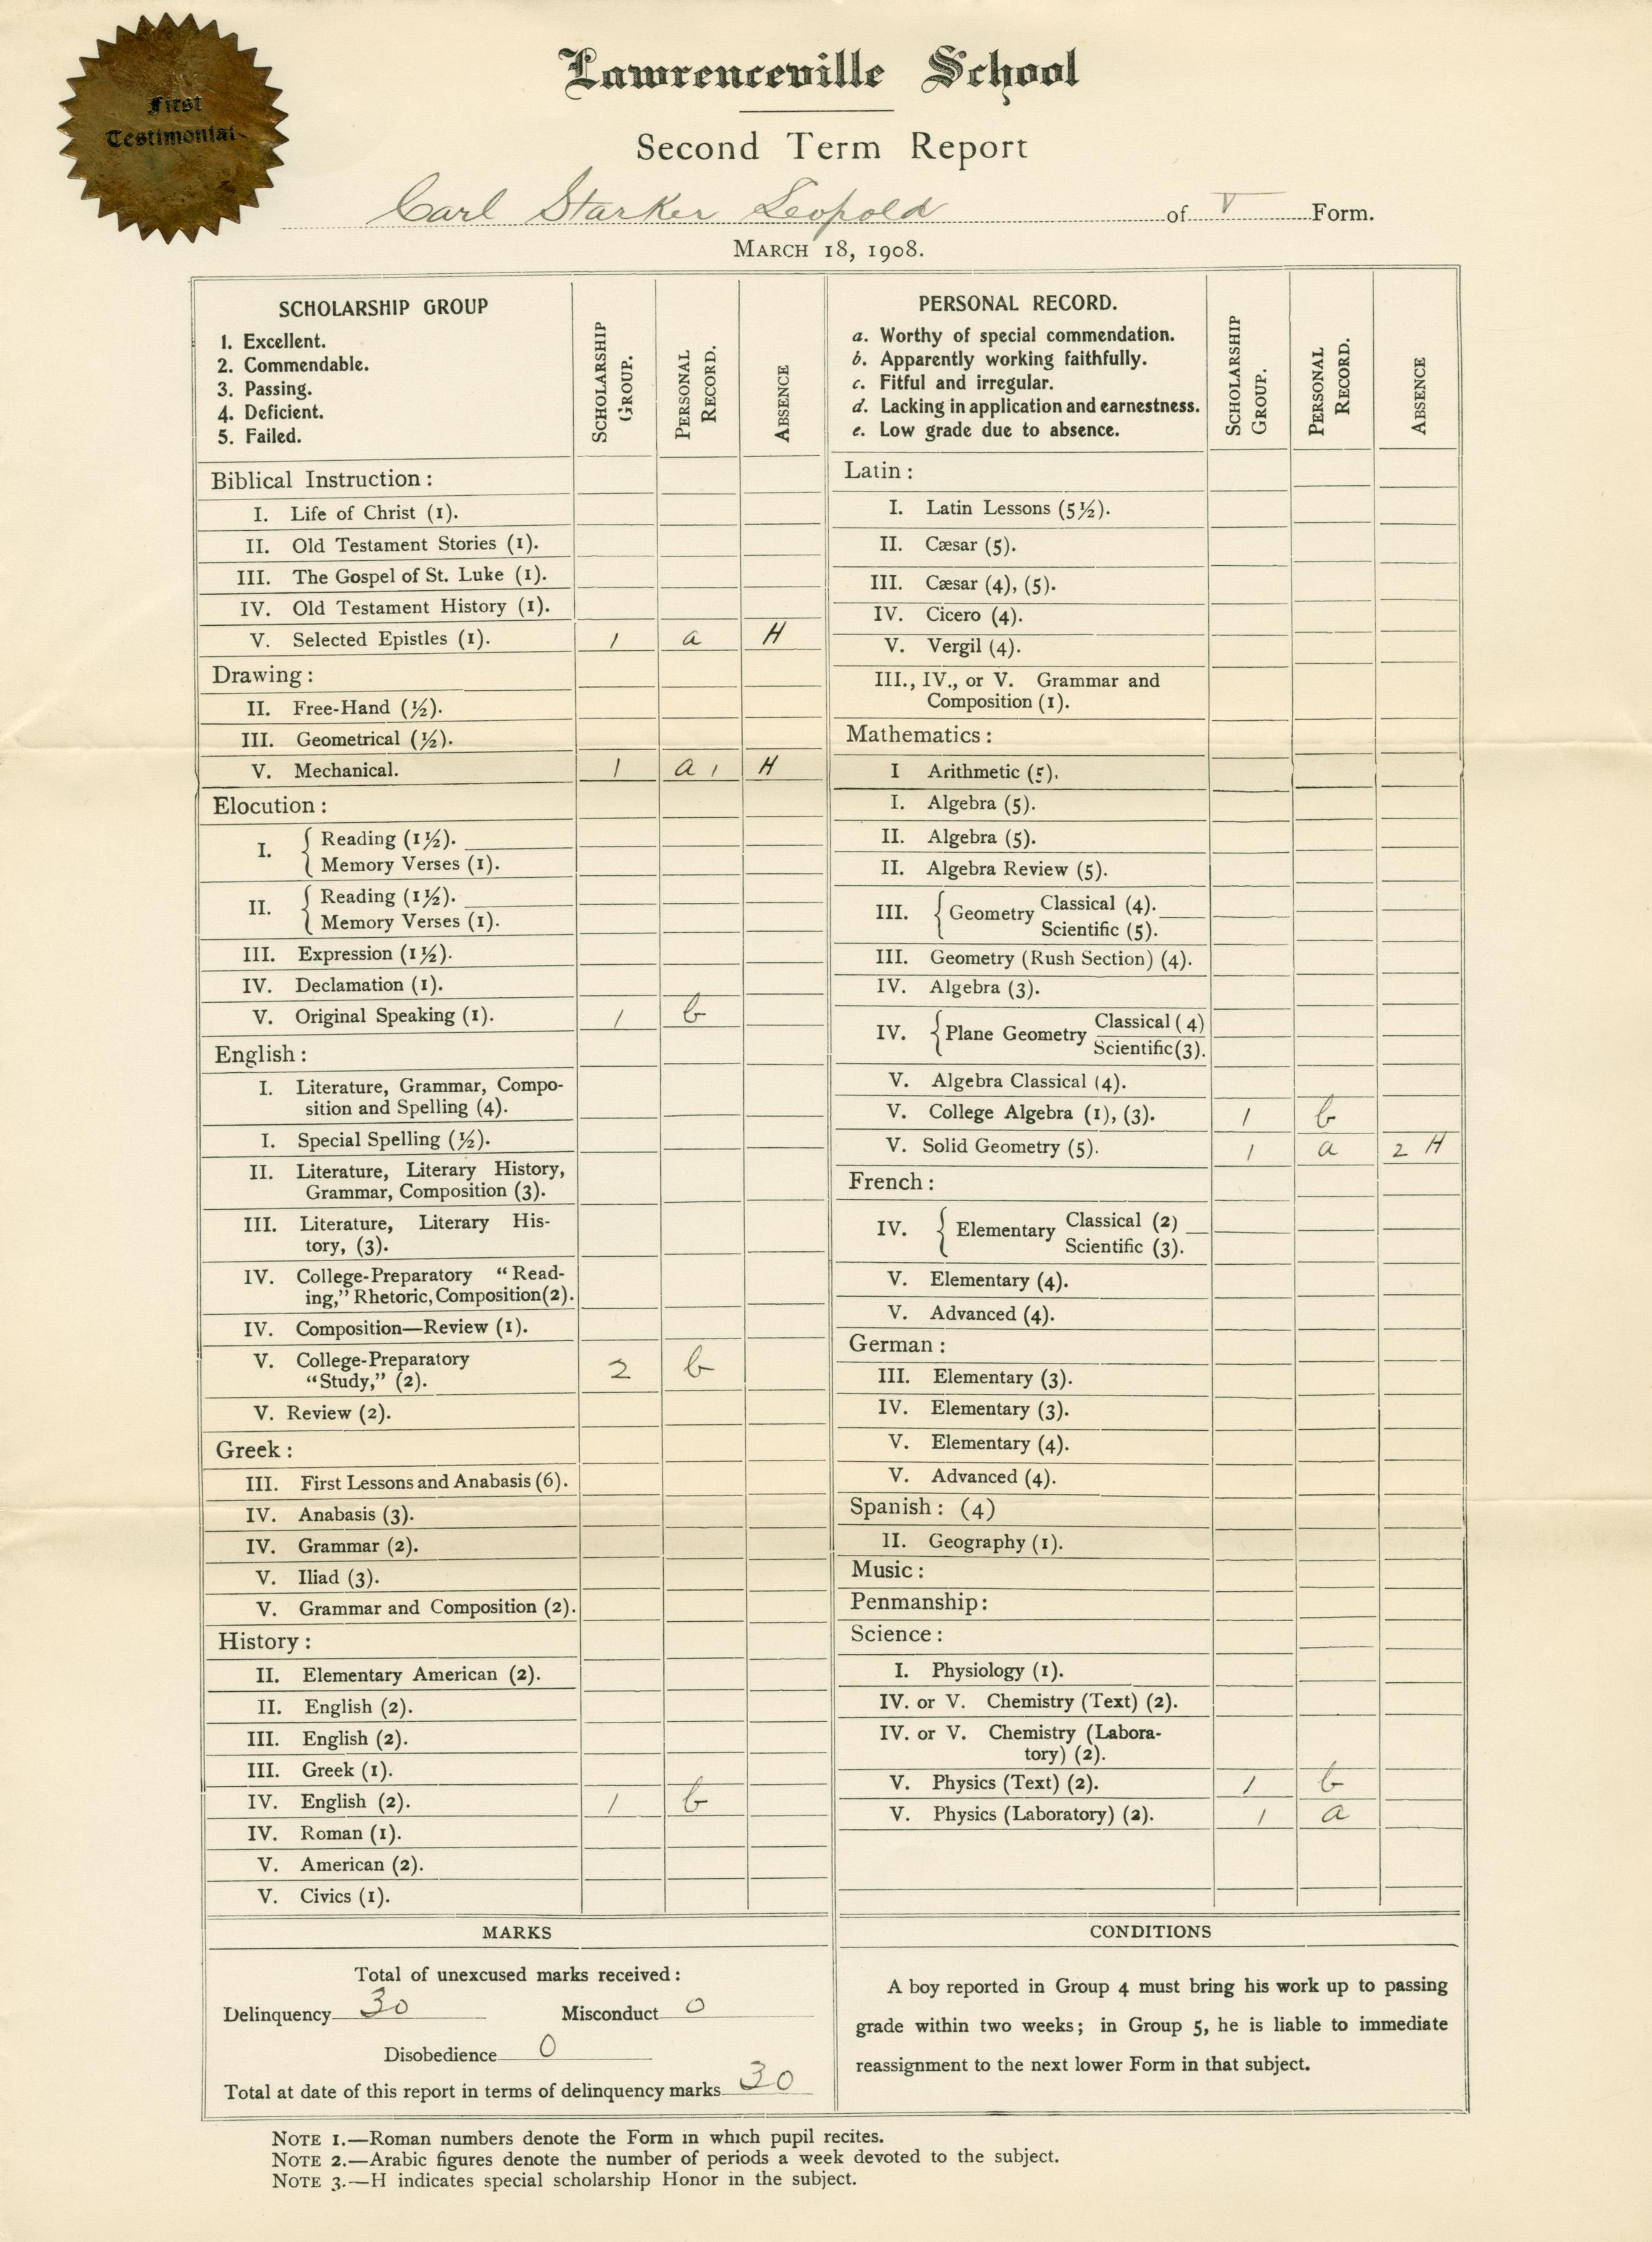 First
Testimonial
Lawrenceville School
Second Term Report
Carl Starker Leopold of V Form.
MARCH 18, 1908.
SCHOLARSHIP GROUP
1. Excellent.
2. Commendable.
3. Passing.
4. Deficient.
5. Failed.
SCHOLARSHIP GROUP.
PERSONAL RECORD.
ABSENCE
Biblical Instruction:
I. Life of Christ (1).
II. Old Testament Stories (1).
III. The Gospel of St. Luke (1).
IV. Old Testament History (1).
V. Selected Epistles (1). 1 a H
Drawing:
II. Free-Hand (½).
III. Geometrical (½).
V. Mechanical. 1 a 1 H
Elocution:
I. { Reading (1½).
Memory Verses (1).
II. { Reading (1½).
Memory Verses (1).
III. Expression (1½).
IV. Declamation (1).
V. Original Speaking (1). 1 b
English:
I. Literature, Grammar, Compo-
sition and Spelling (4).
I. Special Spelling (½).
II. Literature, Literary History,
Grammar, Composition (3).
III. Literature, Literary His-
tory, (3).
IV. College-Preparatory "Read-
ing," Rhetoric, Composition (2).
IV. Composition—Review (1).
V. College-Preparatory
"Study," (2). 2 b
V. Review (2).
Greek:
III. First Lessons and Anabasis (6).
IV. Anabasis (3).
IV. Grammar (2).
V. Iliad (3).
V. Grammar and Composition (2).
History:
II. Elementary American (2).
II. English (2).
III. English (2).
III. Greek (1).
IV. English (2). 1 b
IV. Roman (1).
V. American (2).
V. Civics (1).
PERSONAL RECORD.
a. Worthy of special commendation.
b. Apparently working faithfully.
c. Fitful and irregular.
d. Lacking in application and earnestness.
e. Low grade due to absence.
SCHOLARSHIP GROUP.
PERSONAL RECORD.
ABSENCE
Latin:
I. Latin Lessons (5½).
II. Cæsar (5).
III. Cæsar (4), (5).
IV. Cicero (4).
V. Vergil (4).
III., IV., or V. Grammar and
Composition (1).
Mathematics:
I Arithmetic (5).
I. Algebra (5).
II. Algebra (5).
II. Algebra Review (5).
III. { Geometry Classical (4).
Scientific (5).
III. Geometry (Rush Section) (4).
IV. Algebra (3).
IV. { Plane Geometry Classical (4)
Scientific (3).
V. Algebra Classical (4).
V. College Algebra (1), (3). 1 b
V. Solid Geometry (5). 1 a 2 H
French:
IV. { Elementary Classical (2)
Scientific (3).
V. Elementary (4).
V. Advanced (4).
German:
III. Elementary (3).
IV. Elementary (3).
V. Elementary (4).
V. Advanced (4).
Spanish: (4)
II. Geography (1).
Music:
Penmanship:
Science:
I. Physiology (1).
IV. or V. Chemistry (Text) (2).
IV. or V. Chemistry (Labora-
tory) (2).
V. Physics (Text) (2). 1 b
V. Physics (Laboratory) (2). 1 a
MARKS
Total of unexcused marks received:
Delinquency 30 Misconduct 0
Disobedience 0
Total at date of this report in terms of delinquency marks 30
CONDITIONS
A boy reported in Group 4 must bring his work up to passing
grade within two weeks; in Group 5, he is liable to immediate
reassignment to the next lower Form in that subject.
NOTE 1.—Roman numbers denote the Form in which pupil recites.
NOTE 2.—Arabic figures denote the number of periods a week devoted to the subject.
NOTE 3.—H indicates special scholarship Honor in the subject.